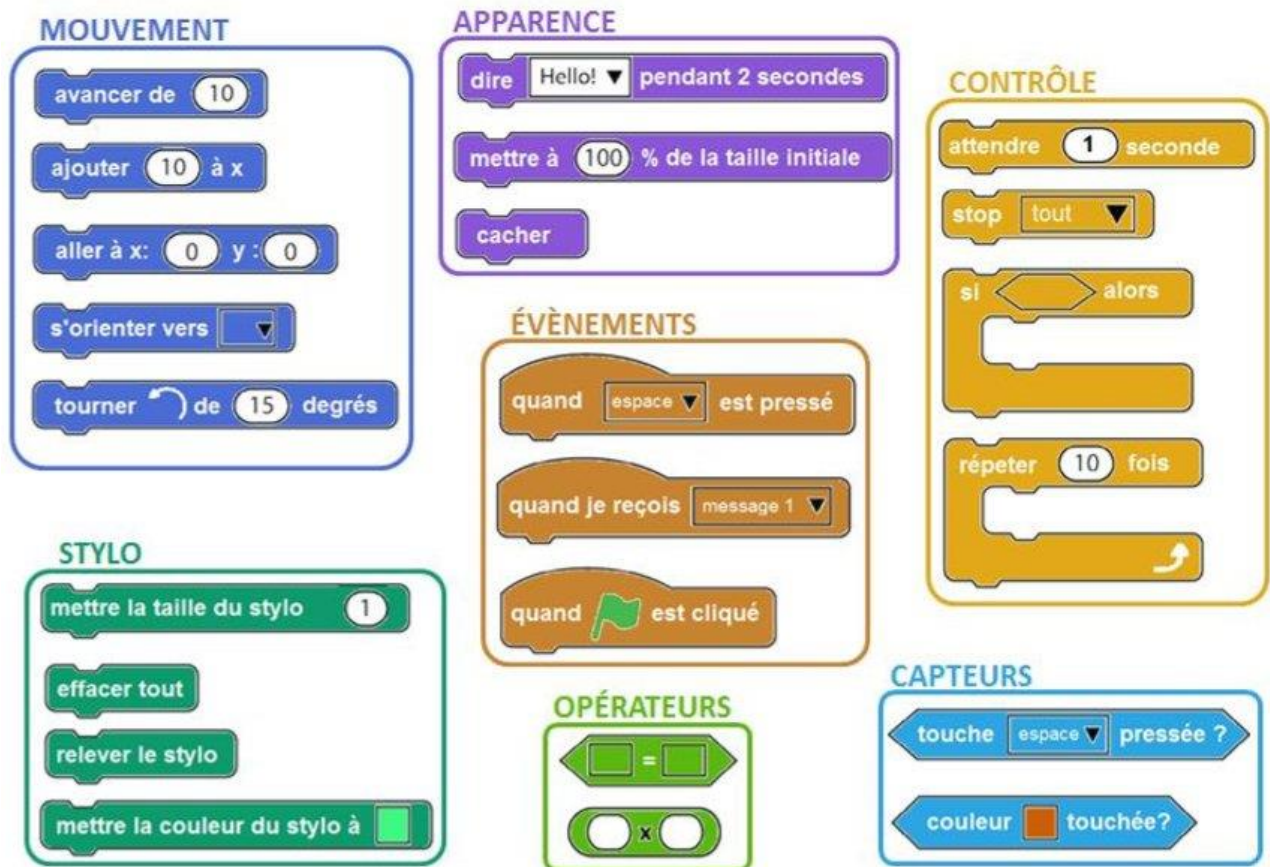 MOUVEMENT
avancer de 10
ajouter 10 à x
aller à x: 0 y : 0
s'orienter vers
tourner de 15 degrés
APPARENCE
dire Hello! pendant 2 secondes
mettre à 100 % de la taille initiale
cacher
CONTRÔLE
attendre 1 seconde
stop tout
si alors
répeter 10 fois
ÉVÈNEMENTS
quand espace est pressé
quand je reçois message 1
quand est cliqué
STYLO
mettre la taille du stylo 1
effacer tout
relever le stylo
mettre la couleur du stylo à
OPÉRATEURS
=
x
CAPTEURS
touche espace pressée ?
couleur touchée?